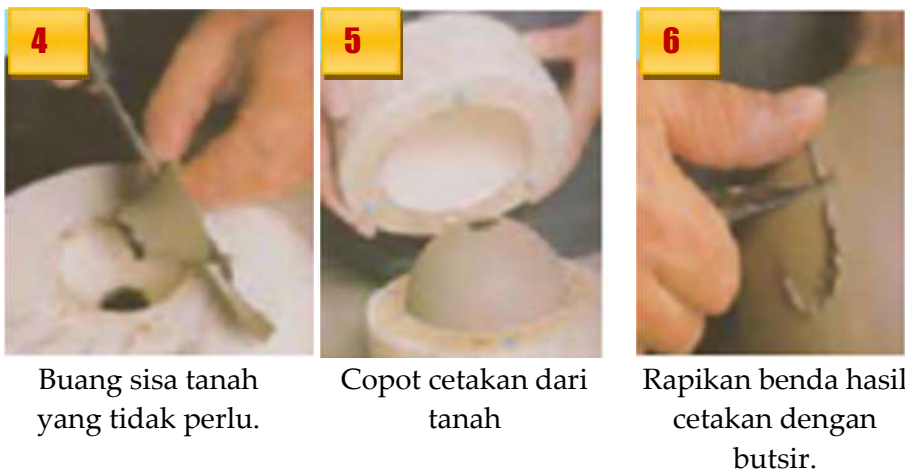 4
5
6
Buang sisa tanah
yang tidak perlu.
Copot cetakan dari
tanah
Rapikan benda hasil
cetakan dengan
butsir.